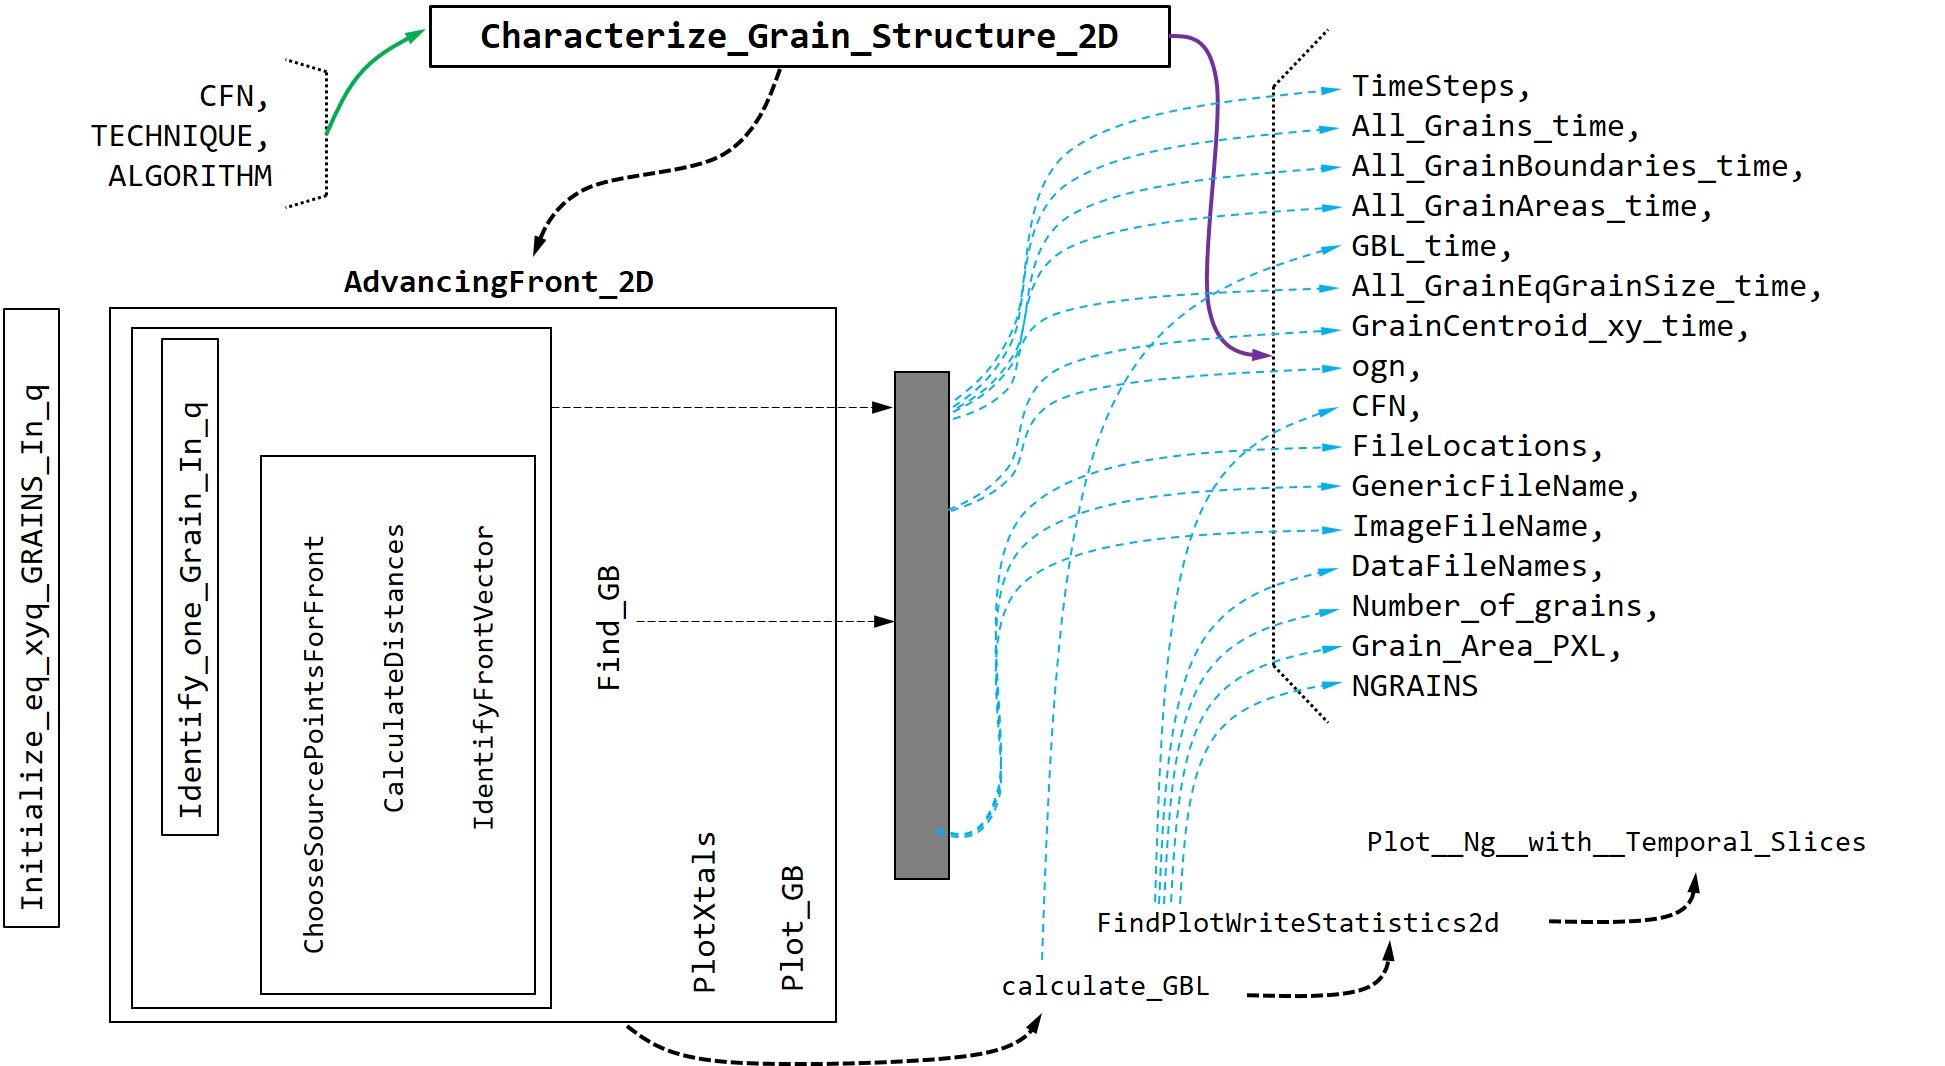 Characterize_Grain_Structure_2D
CFN,
TECHNIQUE,
ALGORITHM
AdvancingFront_2D
Initialize_eq_xyq_GRAINS_In_q
Identify_one_Grain_In_q
ChooseSourcePointsForFront
CalculateDistances
IdentifyFrontVector
Find_GB
PlotXtals
Plot_GB
TimeSteps,
All_Grains_time,
All_GrainBoundaries_time,
All_GrainAreas_time,
GBL_time,
All_GrainEqGrainSize_time,
GrainCentroid_xy_time,
ogn,
CFN,
FileLocations,
GenericFileName,
ImageFileName,
DataFileNames,
Number_of_grains,
Grain_Area_PXL,
NGRAINS
Plot__Ng__with__Temporal_Slices
FindPlotWriteStatistics2d
calculate_GBL